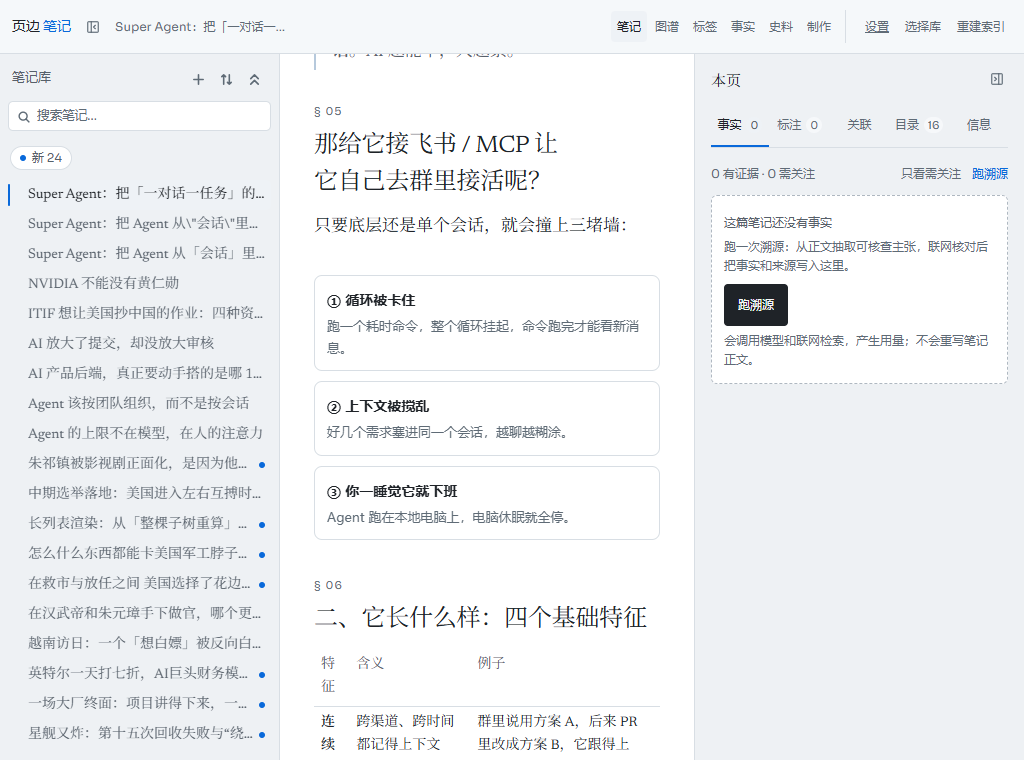 页边 笔记
Super Agent：把「一对话一...
笔记 图谱 标签 事实 史料 制作 设置 选择库 重建索引
笔记库
搜索笔记...
新 24
Super Agent：把「一对话一任务」的...
Super Agent：把 Agent 从\"会话\"里...
Super Agent：把 Agent 从「会话」里...
NVIDIA 不能没有黄仁勋
ITIF 想让美国抄中国的作业：四种资...
AI 放大了提交，却没放大审核
AI 产品后端，真正要动手搭的是哪 1...
Agent 该按团队组织，而不是按会话
Agent 的上限不在模型，在人的注意力
朱祁镇被影视剧正面化，是因为他...
中期选举落地：美国进入左右互搏时...
长列表渲染：从「整棵子树重算」...
怎么什么东西都能卡美国军工脖子...
在救市与放任之间 美国选择了花边...
在汉武帝和朱元璋手下做官，哪个更...
越南访日：一个「想白嫖」被反向白...
英特尔一天打七折，AI巨头财务模...
一场大厂终面：项目讲得下来，一...
星舰又炸：第十五次回收失败与“绕...
§ 05
那给它接飞书 / MCP 让
它自己去群里接活呢？
只要底层还是单个会话，就会撞上三堵墙：
① 循环被卡住
跑一个耗时命令，整个循环挂起，命令跑完才能看新消
息。
② 上下文被搅乱
好几个需求塞进同一个会话，越聊越糊涂。
③ 你一睡觉它就下班
Agent 跑在本地电脑上，电脑休眠就全停。
§ 06
二、它长什么样：四个基础特征
特 含义 例子
征
连 跨渠道、跨时间 群里说用方案 A，后来 PR
续 都记得上下文 里改成方案 B，它跟得上
本页
事实 0 标注 0 关联 目录 16 信息
0 有证据 · 0 需关注 只看需关注 跑溯源
这篇笔记还没有事实
跑一次溯源：从正文抽取可核查主张，联网核对后
把事实和来源写入这里。
跑溯源
会调用模型和联网检索，产生用量；不会重写笔记
正文。